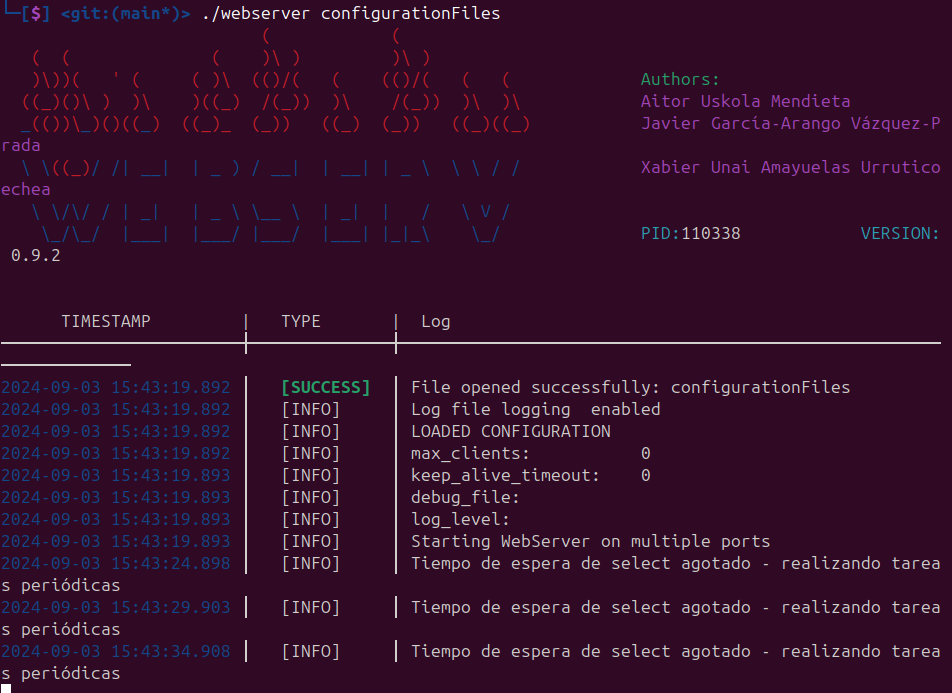 └─[$] <git:(main*)> ./webserver configurationFiles
                          (            (
   (  (              (    )\ )         )\ )
   )\))(   ' (     ( )\  (()/(   (    (()/(   (   (             Authors:
  ((_)()\ )  )\    )((_)  /(_))  )\    /(_))  )\  )\            Aitor Uskola Mendieta
  _(())\_)()((_)  ((_)_  (_))   ((_)  (_))   ((_)((_)           Javier García-Arango Vázquez-P
rada
  \ \((_)/ /| __|  | _ ) / __|  | __| | _ \  \ \ / /            Xabier Unai Amayuelas Urrutico
echea
   \ \/\/ / | _|   | _ \ \__ \  | _|  |   /   \ V /
    \_/\_/  |___|  |___/ |___/  |___| |_|_\    \_/              PID:110338            VERSION:
 0.9.2
      TIMESTAMP         |   TYPE       |  Log
2024-09-03 15:43:19.892 │   [SUCCESS]  │ File opened successfully: configurationFiles
2024-09-03 15:43:19.892 │   [INFO]     │ Log file logging  enabled
2024-09-03 15:43:19.892 │   [INFO]     │ LOADED CONFIGURATION
2024-09-03 15:43:19.892 │   [INFO]     │ max_clients:           0
2024-09-03 15:43:19.893 │   [INFO]     │ keep_alive_timeout:    0
2024-09-03 15:43:19.893 │   [INFO]     │ debug_file:
2024-09-03 15:43:19.893 │   [INFO]     │ log_level:
2024-09-03 15:43:19.893 │   [INFO]     │ Starting WebServer on multiple ports
2024-09-03 15:43:24.898 │   [INFO]     │ Tiempo de espera de select agotado - realizando tarea
s periódicas
2024-09-03 15:43:29.903 │   [INFO]     │ Tiempo de espera de select agotado - realizando tarea
s periódicas
2024-09-03 15:43:34.908 │   [INFO]     │ Tiempo de espera de select agotado - realizando tarea
s periódicas